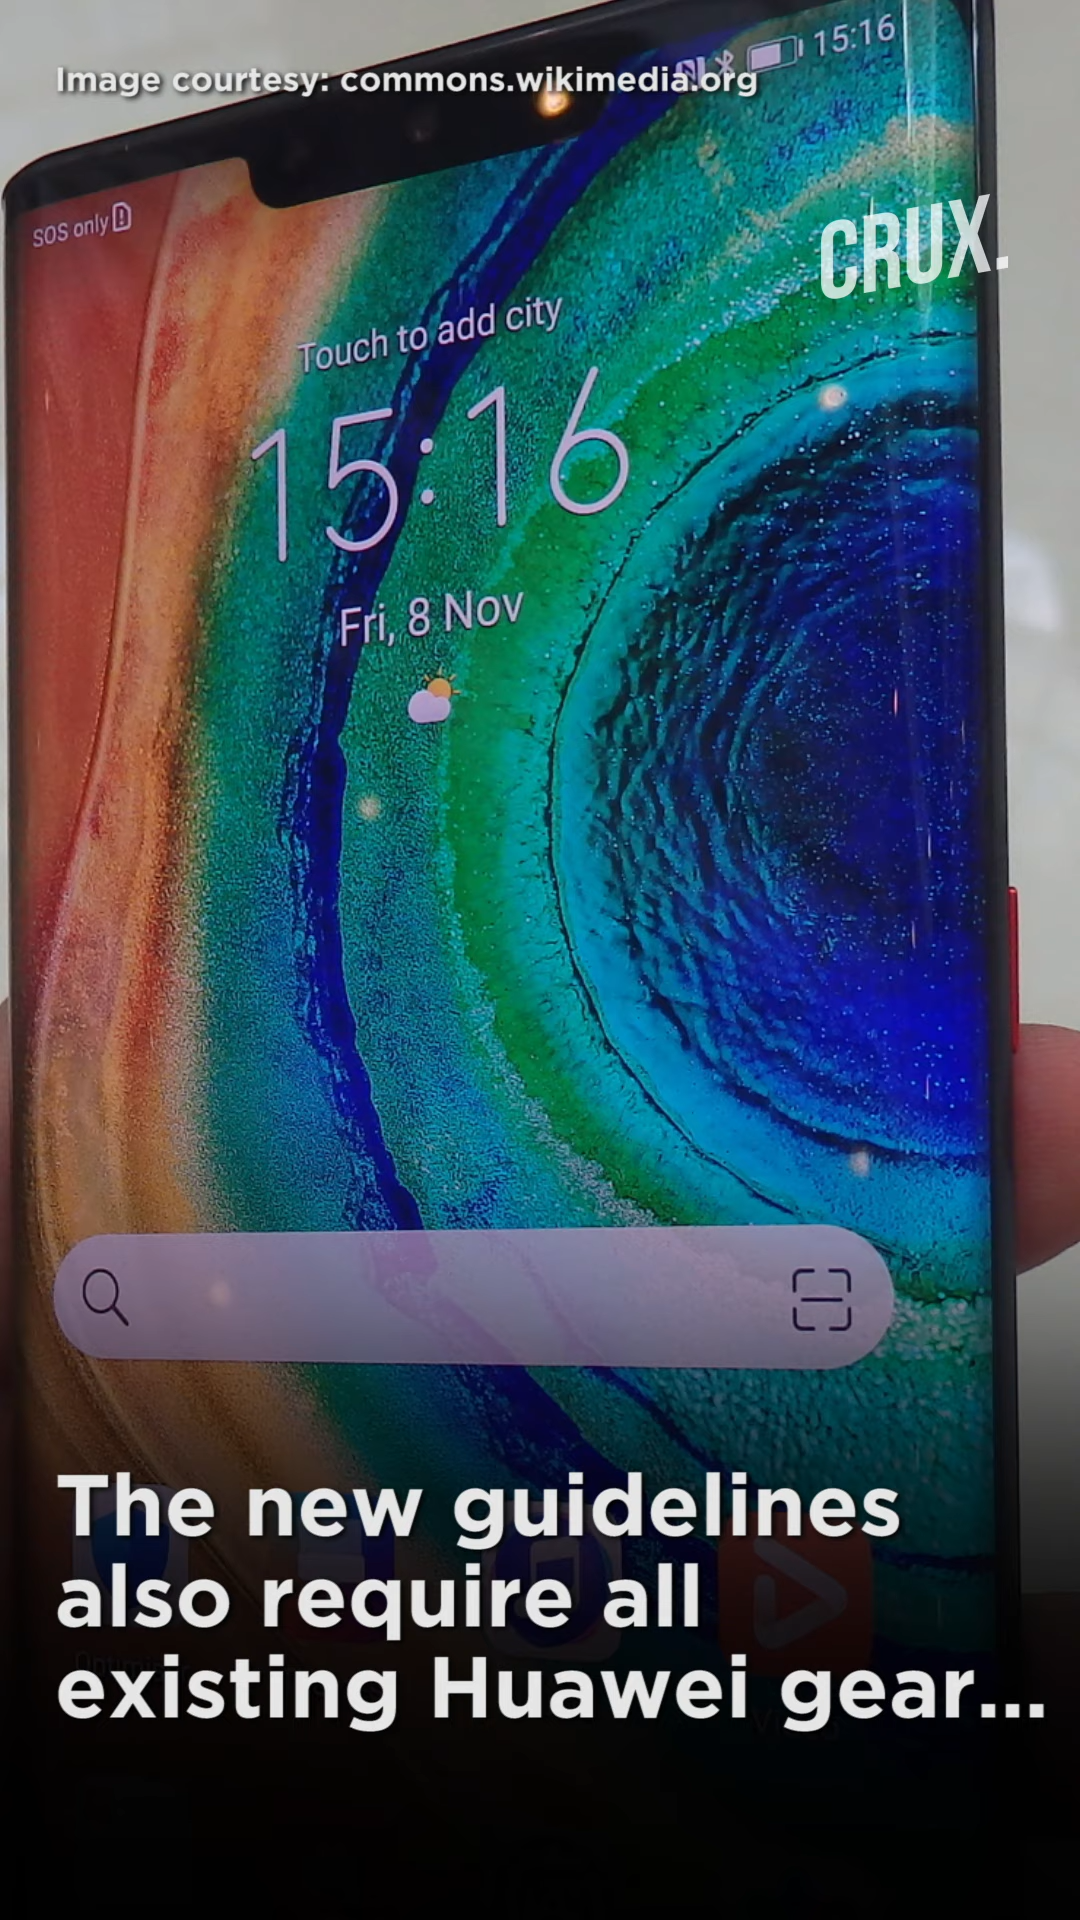 15:16
Image courtesy: commons.wikimedia.org
SOS only
CRUX.
Touch to add city
15:16
Fri, 8 Nov
The new guidelines
also require all
existing Huawei gear...